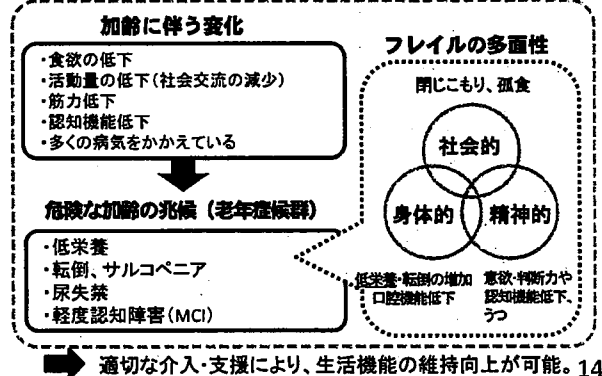 加齢に伴う変化
・食欲の低下
・活動量の低下(社会交流の減少)
・筋力低下
・認知機能低下
・多くの病気をかかえている
危険な加齢の兆候(老年症候群)
・低栄養
・転倒、サルコペニア
・尿失禁
・軽度認知障害(MCI)
フレイルの多面性
閉じこもり、孤食
社会的
身体的
精神的
低栄養・転倒の増加
口腔機能低下
意欲・判断力や
認知機能低下、
うつ
適切な介入・支援により、生活機能の維持向上が可能。
14